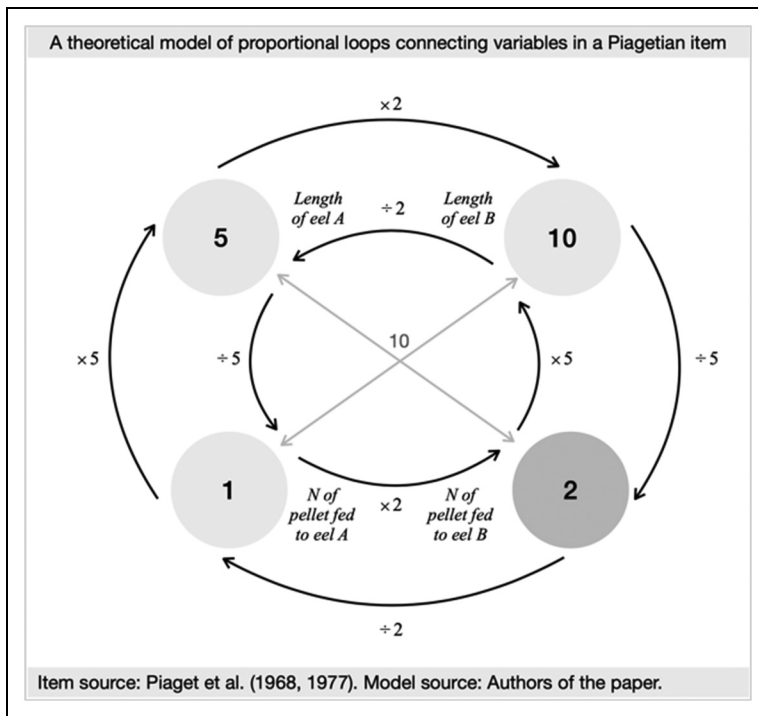 A theoretical model of proportional loops connecting variables in a Piagetian item
×2
Length
of eel A
÷2
Length
of eel B
5
10
×5
÷5
10
×5
÷5
1
2
N of
pellet fed
to eel A
×2
N of
pellet fed
to eel B
÷2
Item source: Piaget et al. (1968, 1977). Model source: Authors of the paper.